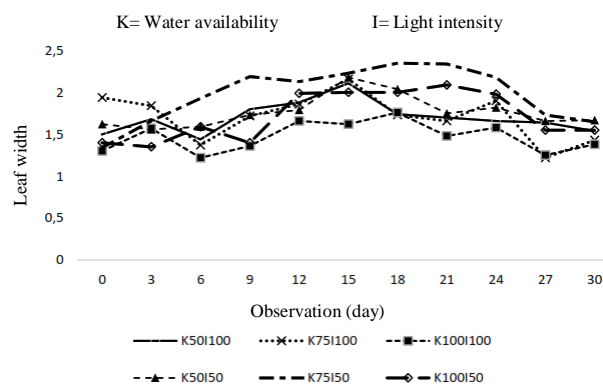 K= Water availability I= Light intensity
2,5
2
1,5
1
0,5
0
Leaf width
0 3 6 9 12 15 18 21 24 27 30
Observation (day)
K50I100 K75I100 K100I100
K50I50 K75I50 K100I50